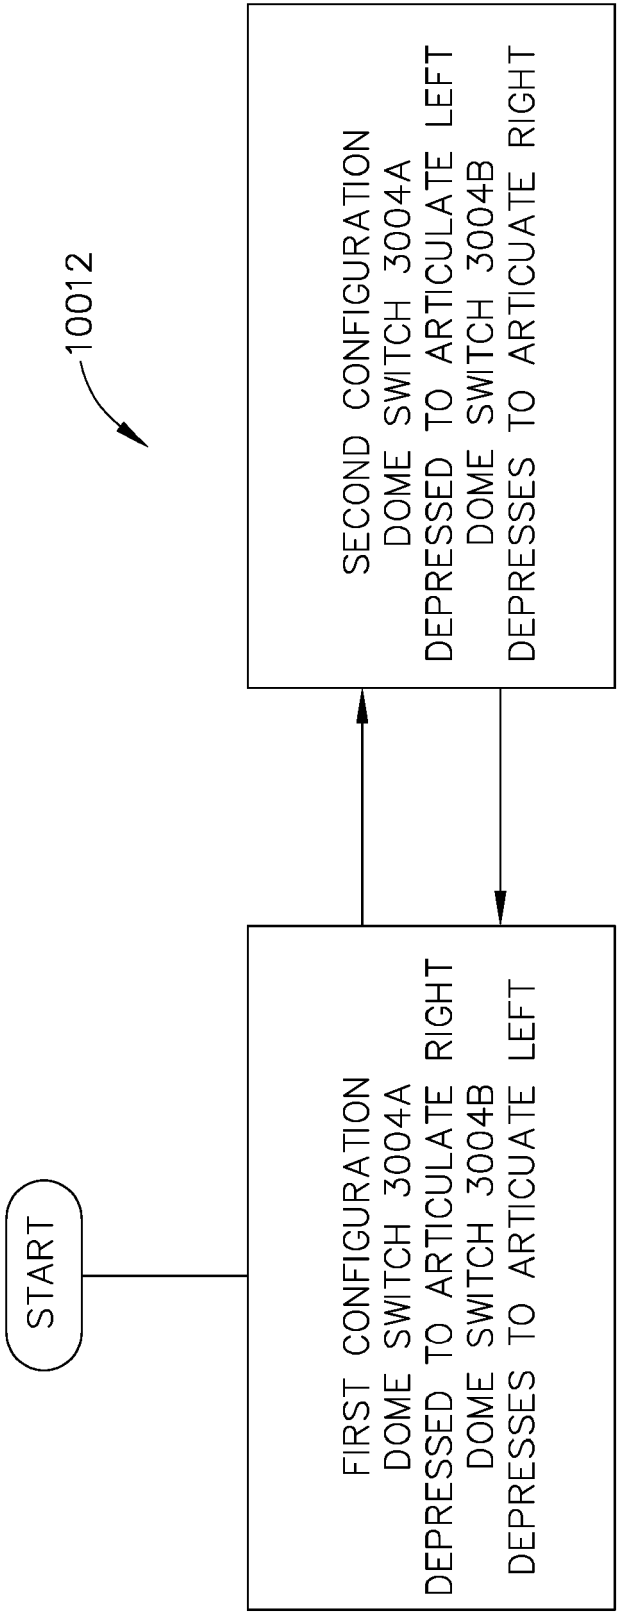 START
10012
FIRST CONFIGURATION
DOME SWITCH 3004A
DEPRESSED TO ARTICULATE RIGHT
DOME SWITCH 3004B
DEPRESSES TO ARTICUATE LEFT
SECOND CONFIGURATION
DOME SWITCH 3004A
DEPRESSED TO ARTICULATE LEFT
DOME SWITCH 3004B
DEPRESSES TO ARTICUATE RIGHT